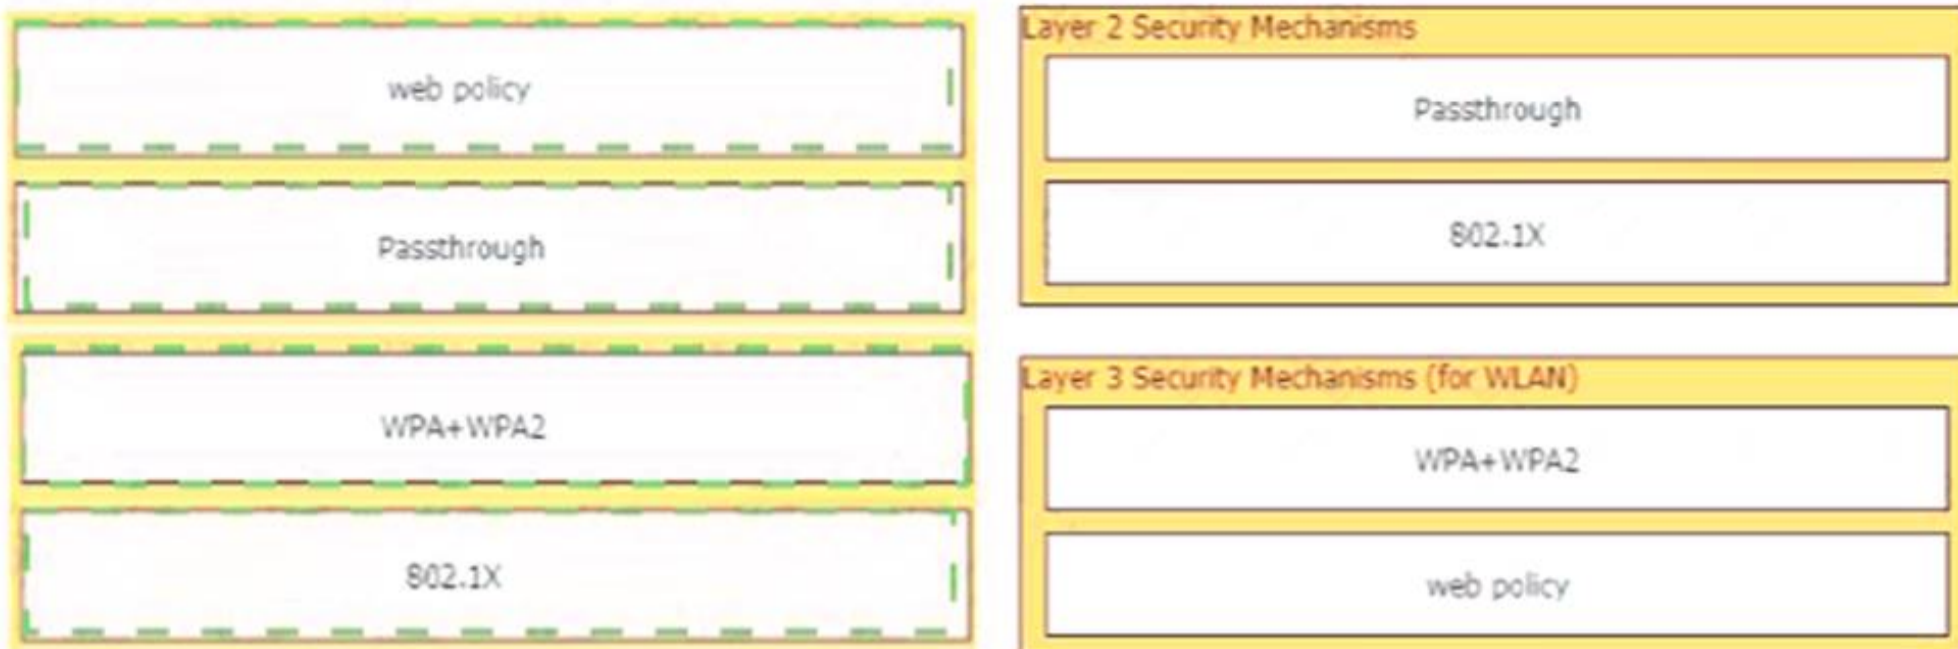 web policy
Passthrough
WPA+WPA2
802.1X
Layer 2 Security Mechanisms
Passthrough
802.1X
Layer 3 Security Mechanisms (for WLAN)
WPA+WPA2
web policy